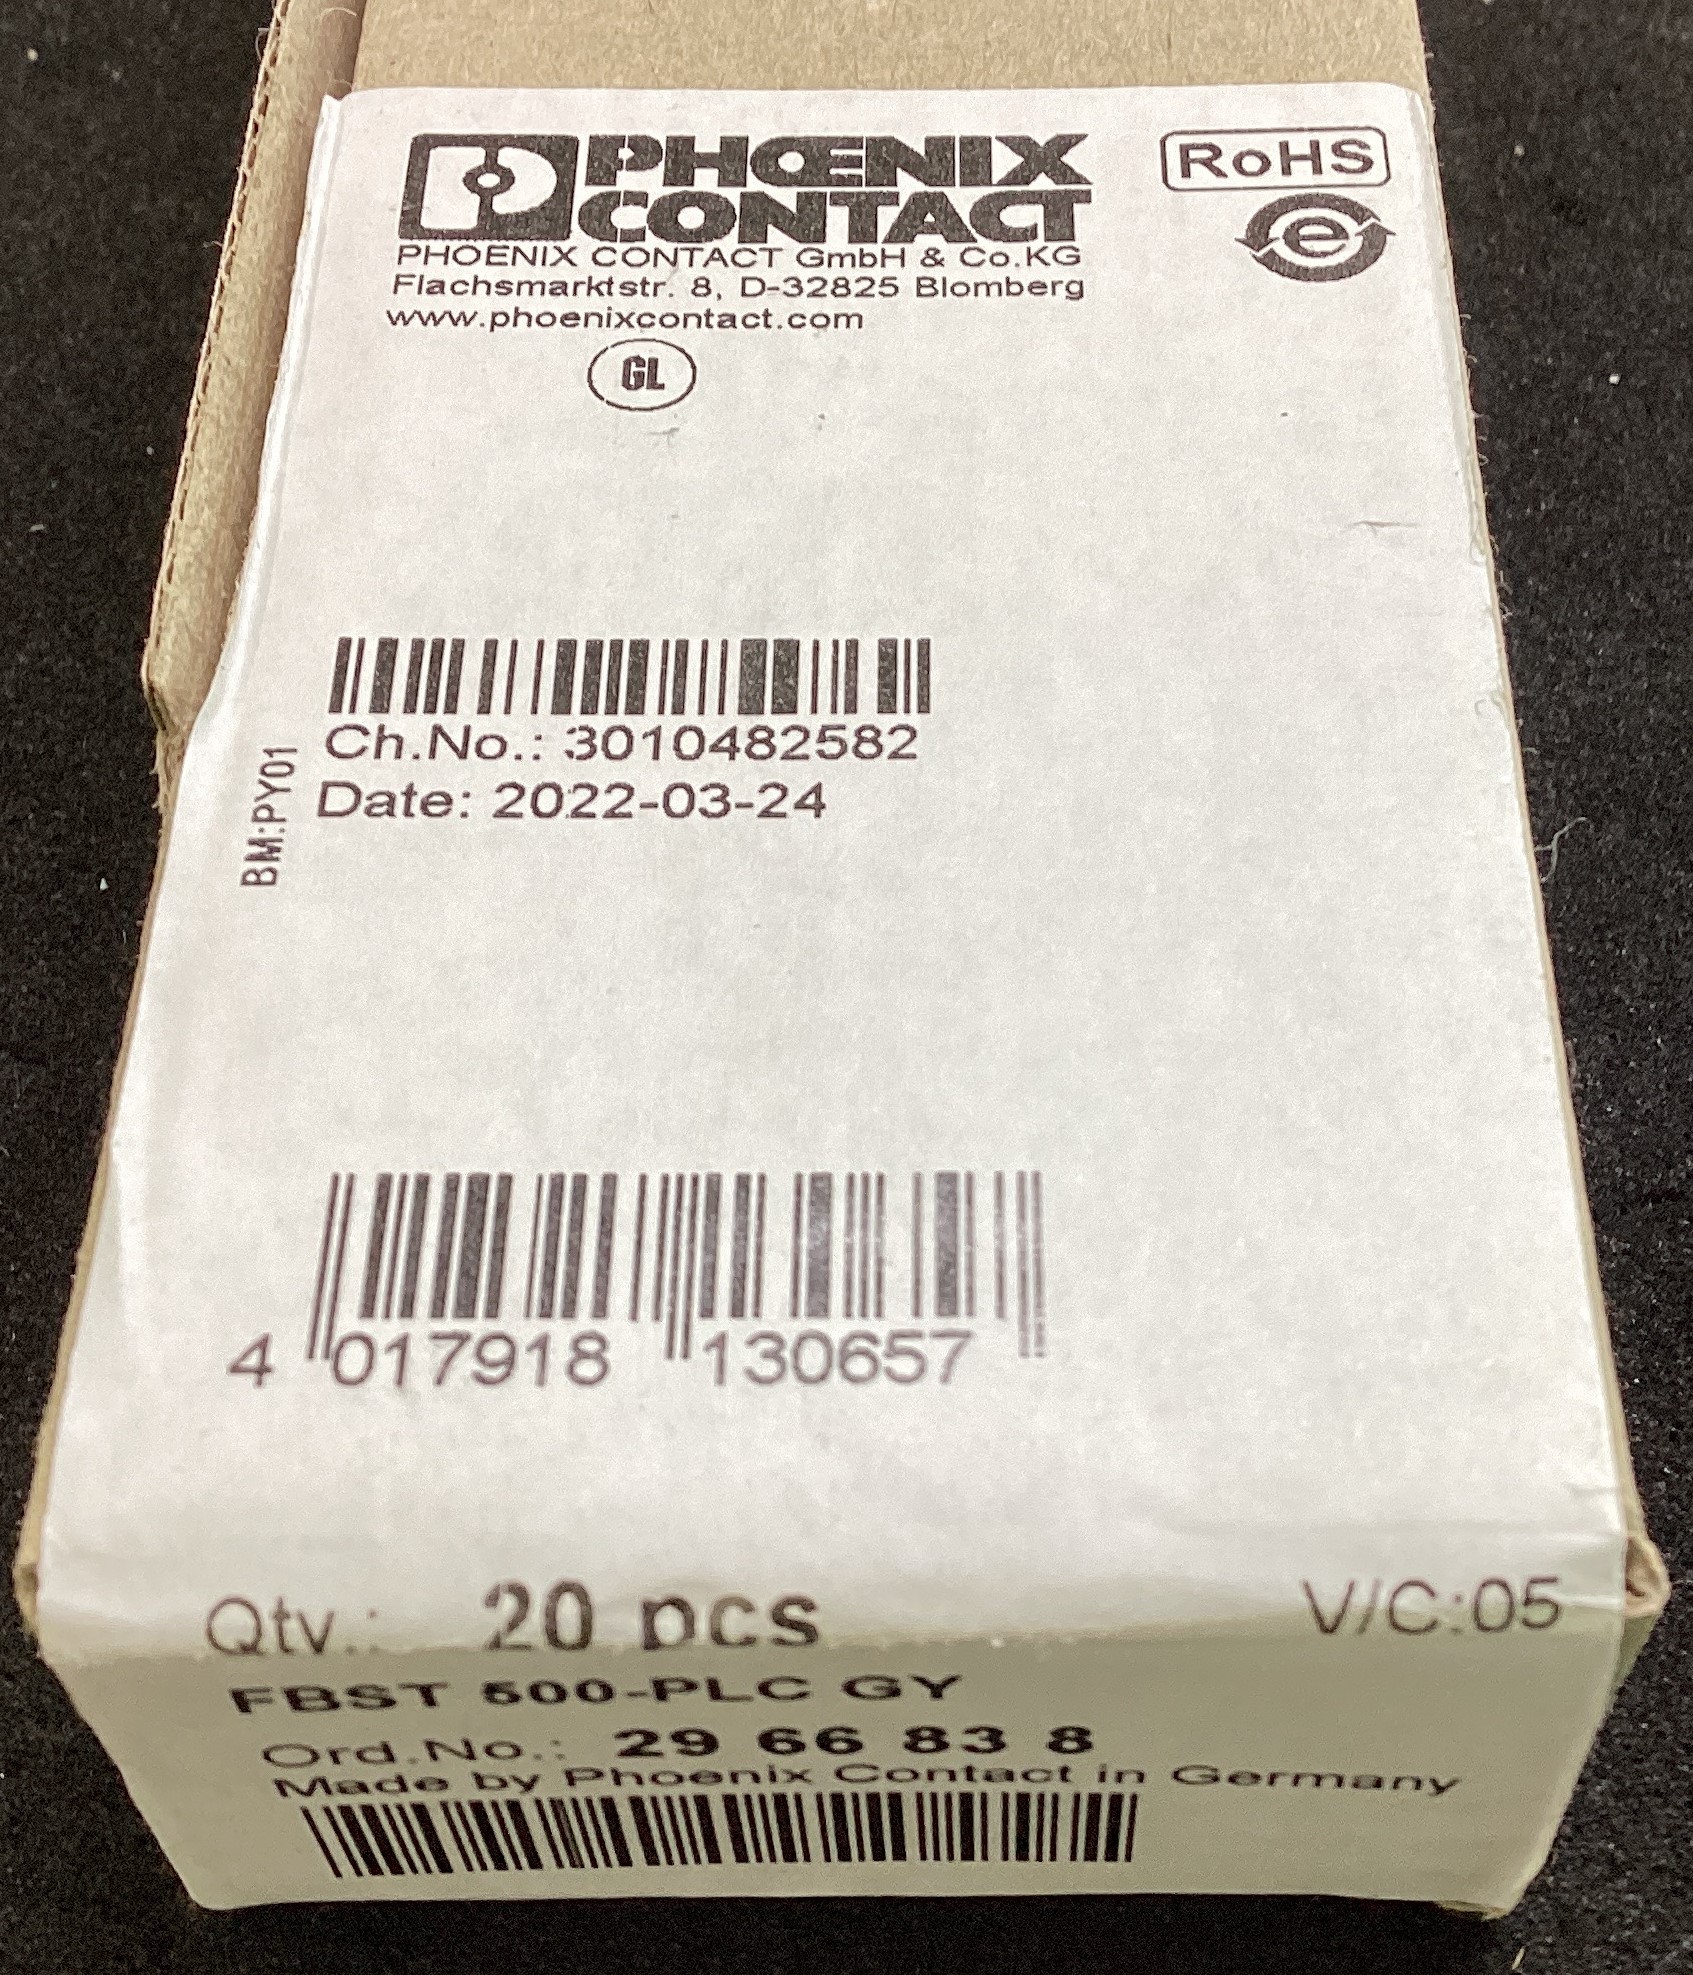 PHŒNIX
CONTACT
RoHS
e
PHOENIX CONTACT GmbH & Co.KG
Flachsmarktstr. 8, D-32825 Blomberg
www.phoenixcontact.com
GL
Ch.No.: 3010482582
Date: 2022-03-24
BM:PY01
4 017918 130657
Qty.: 20 pcs V/C:05
FBST 500-PLC GY
Ord.No.: 29 66 83 8
Made by Phoenix Contact in Germany